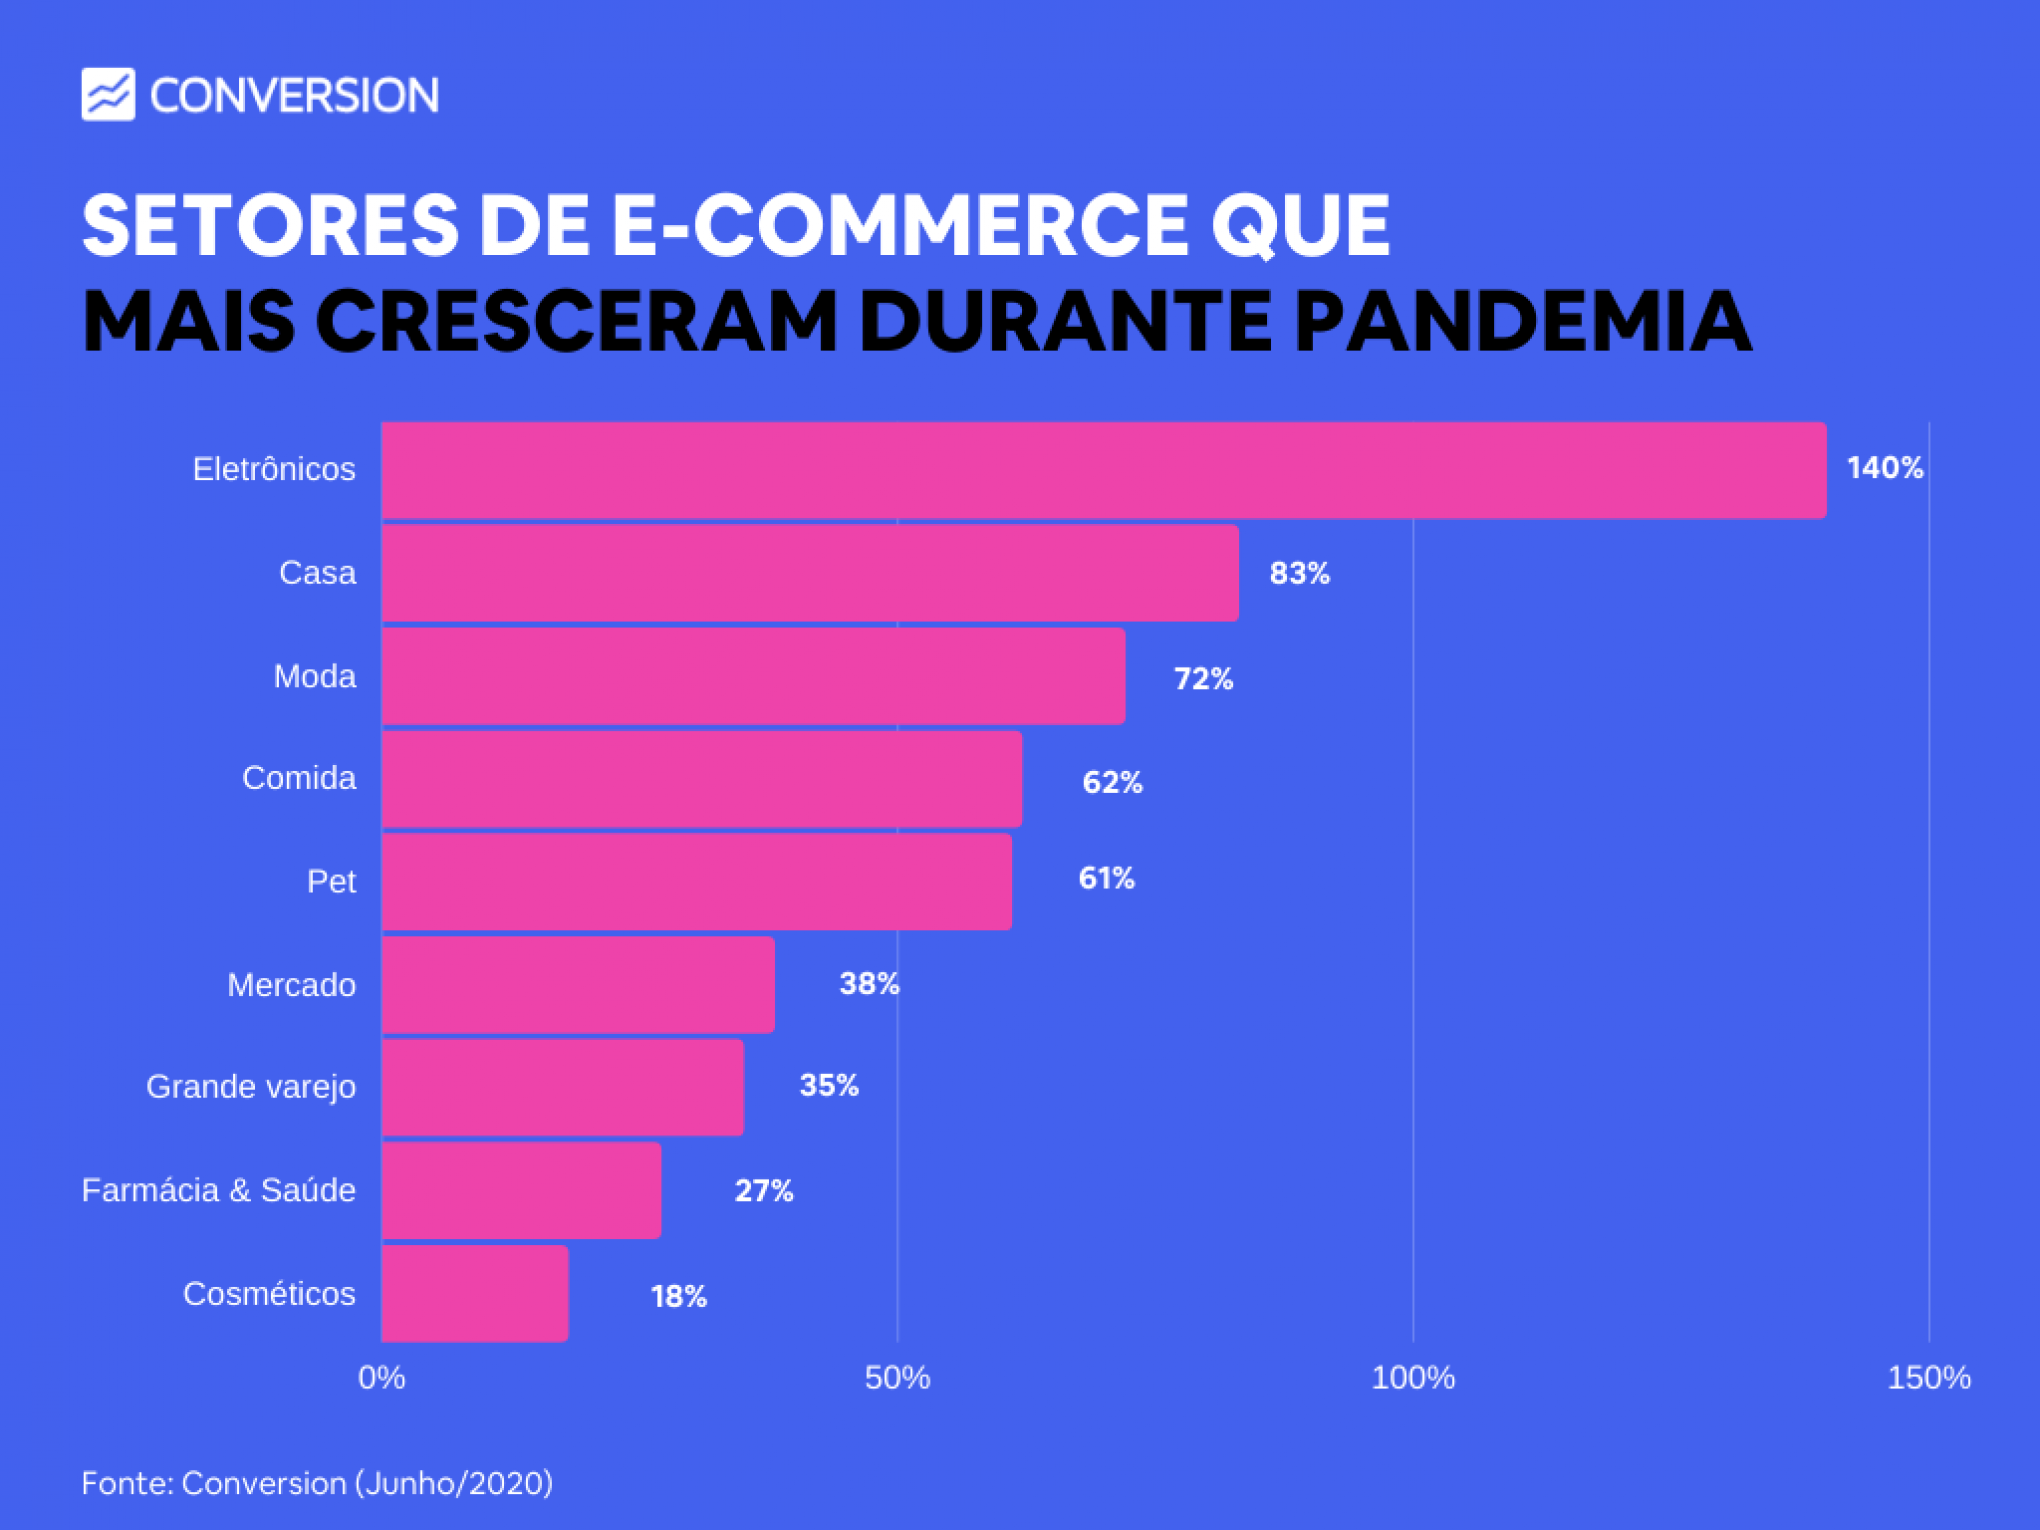 CONVERSION
SETORES DE E-COMMERCE QUE
MAIS CRESCERAM DURANTE PANDEMIA
Eletrônicos 140%
Casa 83%
Moda 72%
Comida 62%
Pet 61%
Mercado 38%
Grande varejo 35%
Farmácia & Saúde 27%
Cosméticos 18%
0% 50% 100% 150%
Fonte: Conversion (Junho/2020)